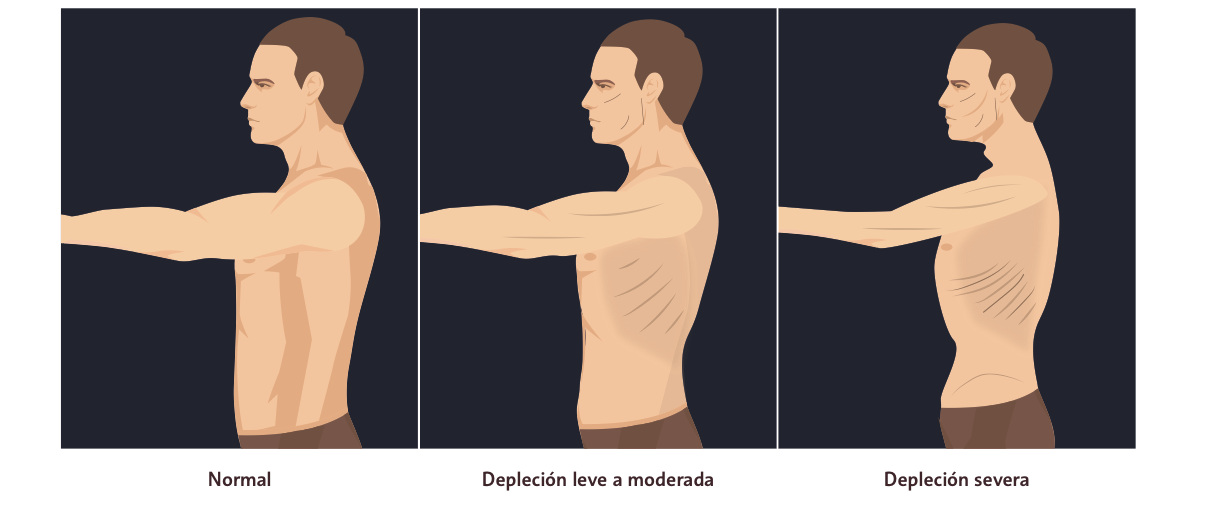 Normal
Depleción leve a moderada
Depleción severa